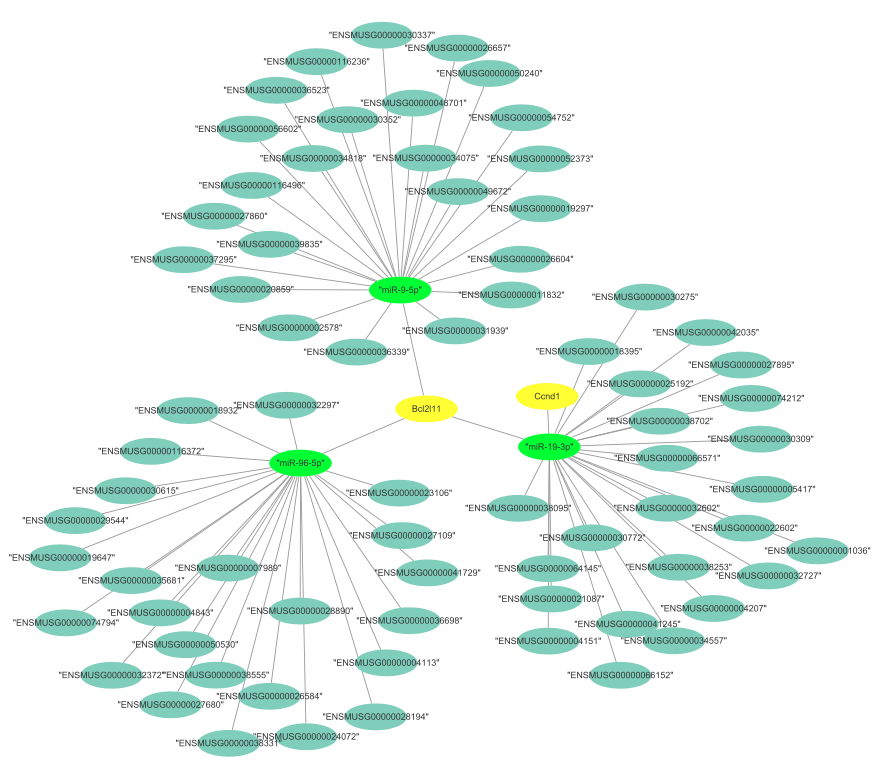 "ENSMUSG00000030337"
"ENSMUSG00000026657"
"ENSMUSG00000116236"
"ENSMUSG00000050240"
"ENSMUSG00000036523"
"ENSMUSG00000048701"
"ENSMUSG00000030352"
"ENSMUSG00000054752"
"ENSMUSG00000056602"
"ENSMUSG00000034818"
"ENSMUSG00000034075"
"ENSMUSG00000052373"
"ENSMUSG00000116496"
"ENSMUSG00000049672"
"ENSMUSG00000019297"
"ENSMUSG00000027860"
"ENSMUSG00000039835"
"ENSMUSG00000037295"
"ENSMUSG00000026604"
"ENSMUSG00000020859"
"miR-9-5p"
"ENSMUSG00000011832"
"ENSMUSG00000030275"
"ENSMUSG00000002578"
"ENSMUSG00000031939"
"ENSMUSG00000042035"
"ENSMUSG00000036339"
"ENSMUSG00000018395"
"ENSMUSG00000027895"
"ENSMUSG00000025192"
Ccnd1
"ENSMUSG00000074212"
"ENSMUSG00000032297"
"ENSMUSG00000018932"
Bcl2l11
"ENSMUSG00000038702"
"ENSMUSG00000030309"
"miR-19-3p"
"ENSMUSG00000116372"
"ENSMUSG00000066571"
"miR-96-5p"
"ENSMUSG00000030615"
"ENSMUSG00000023106"
"ENSMUSG00000005417"
"ENSMUSG00000038095"
"ENSMUSG00000032602"
"ENSMUSG00000029544"
"ENSMUSG00000022602"
"ENSMUSG00000027109"
"ENSMUSG00000030772"
"ENSMUSG00000001036"
"ENSMUSG00000019647"
"ENSMUSG00000007989"
"ENSMUSG00000064145"
"ENSMUSG00000038253"
"ENSMUSG00000041729"
"ENSMUSG00000032727"
"ENSMUSG00000035681"
"ENSMUSG00000021087"
"ENSMUSG00000004207"
"ENSMUSG00000004843"
"ENSMUSG00000028890"
"ENSMUSG00000036698"
"ENSMUSG00000074794"
"ENSMUSG00000041245"
"ENSMUSG00000050530"
"ENSMUSG00000004151"
"ENSMUSG00000034557"
"ENSMUSG00000004113"
"ENSMUSG00000032372"
"ENSMUSG00000038555"
"ENSMUSG00000066152"
"ENSMUSG00000026584"
"ENSMUSG00000027680"
"ENSMUSG00000028194"
"ENSMUSG00000024072"
"ENSMUSG00000038331"